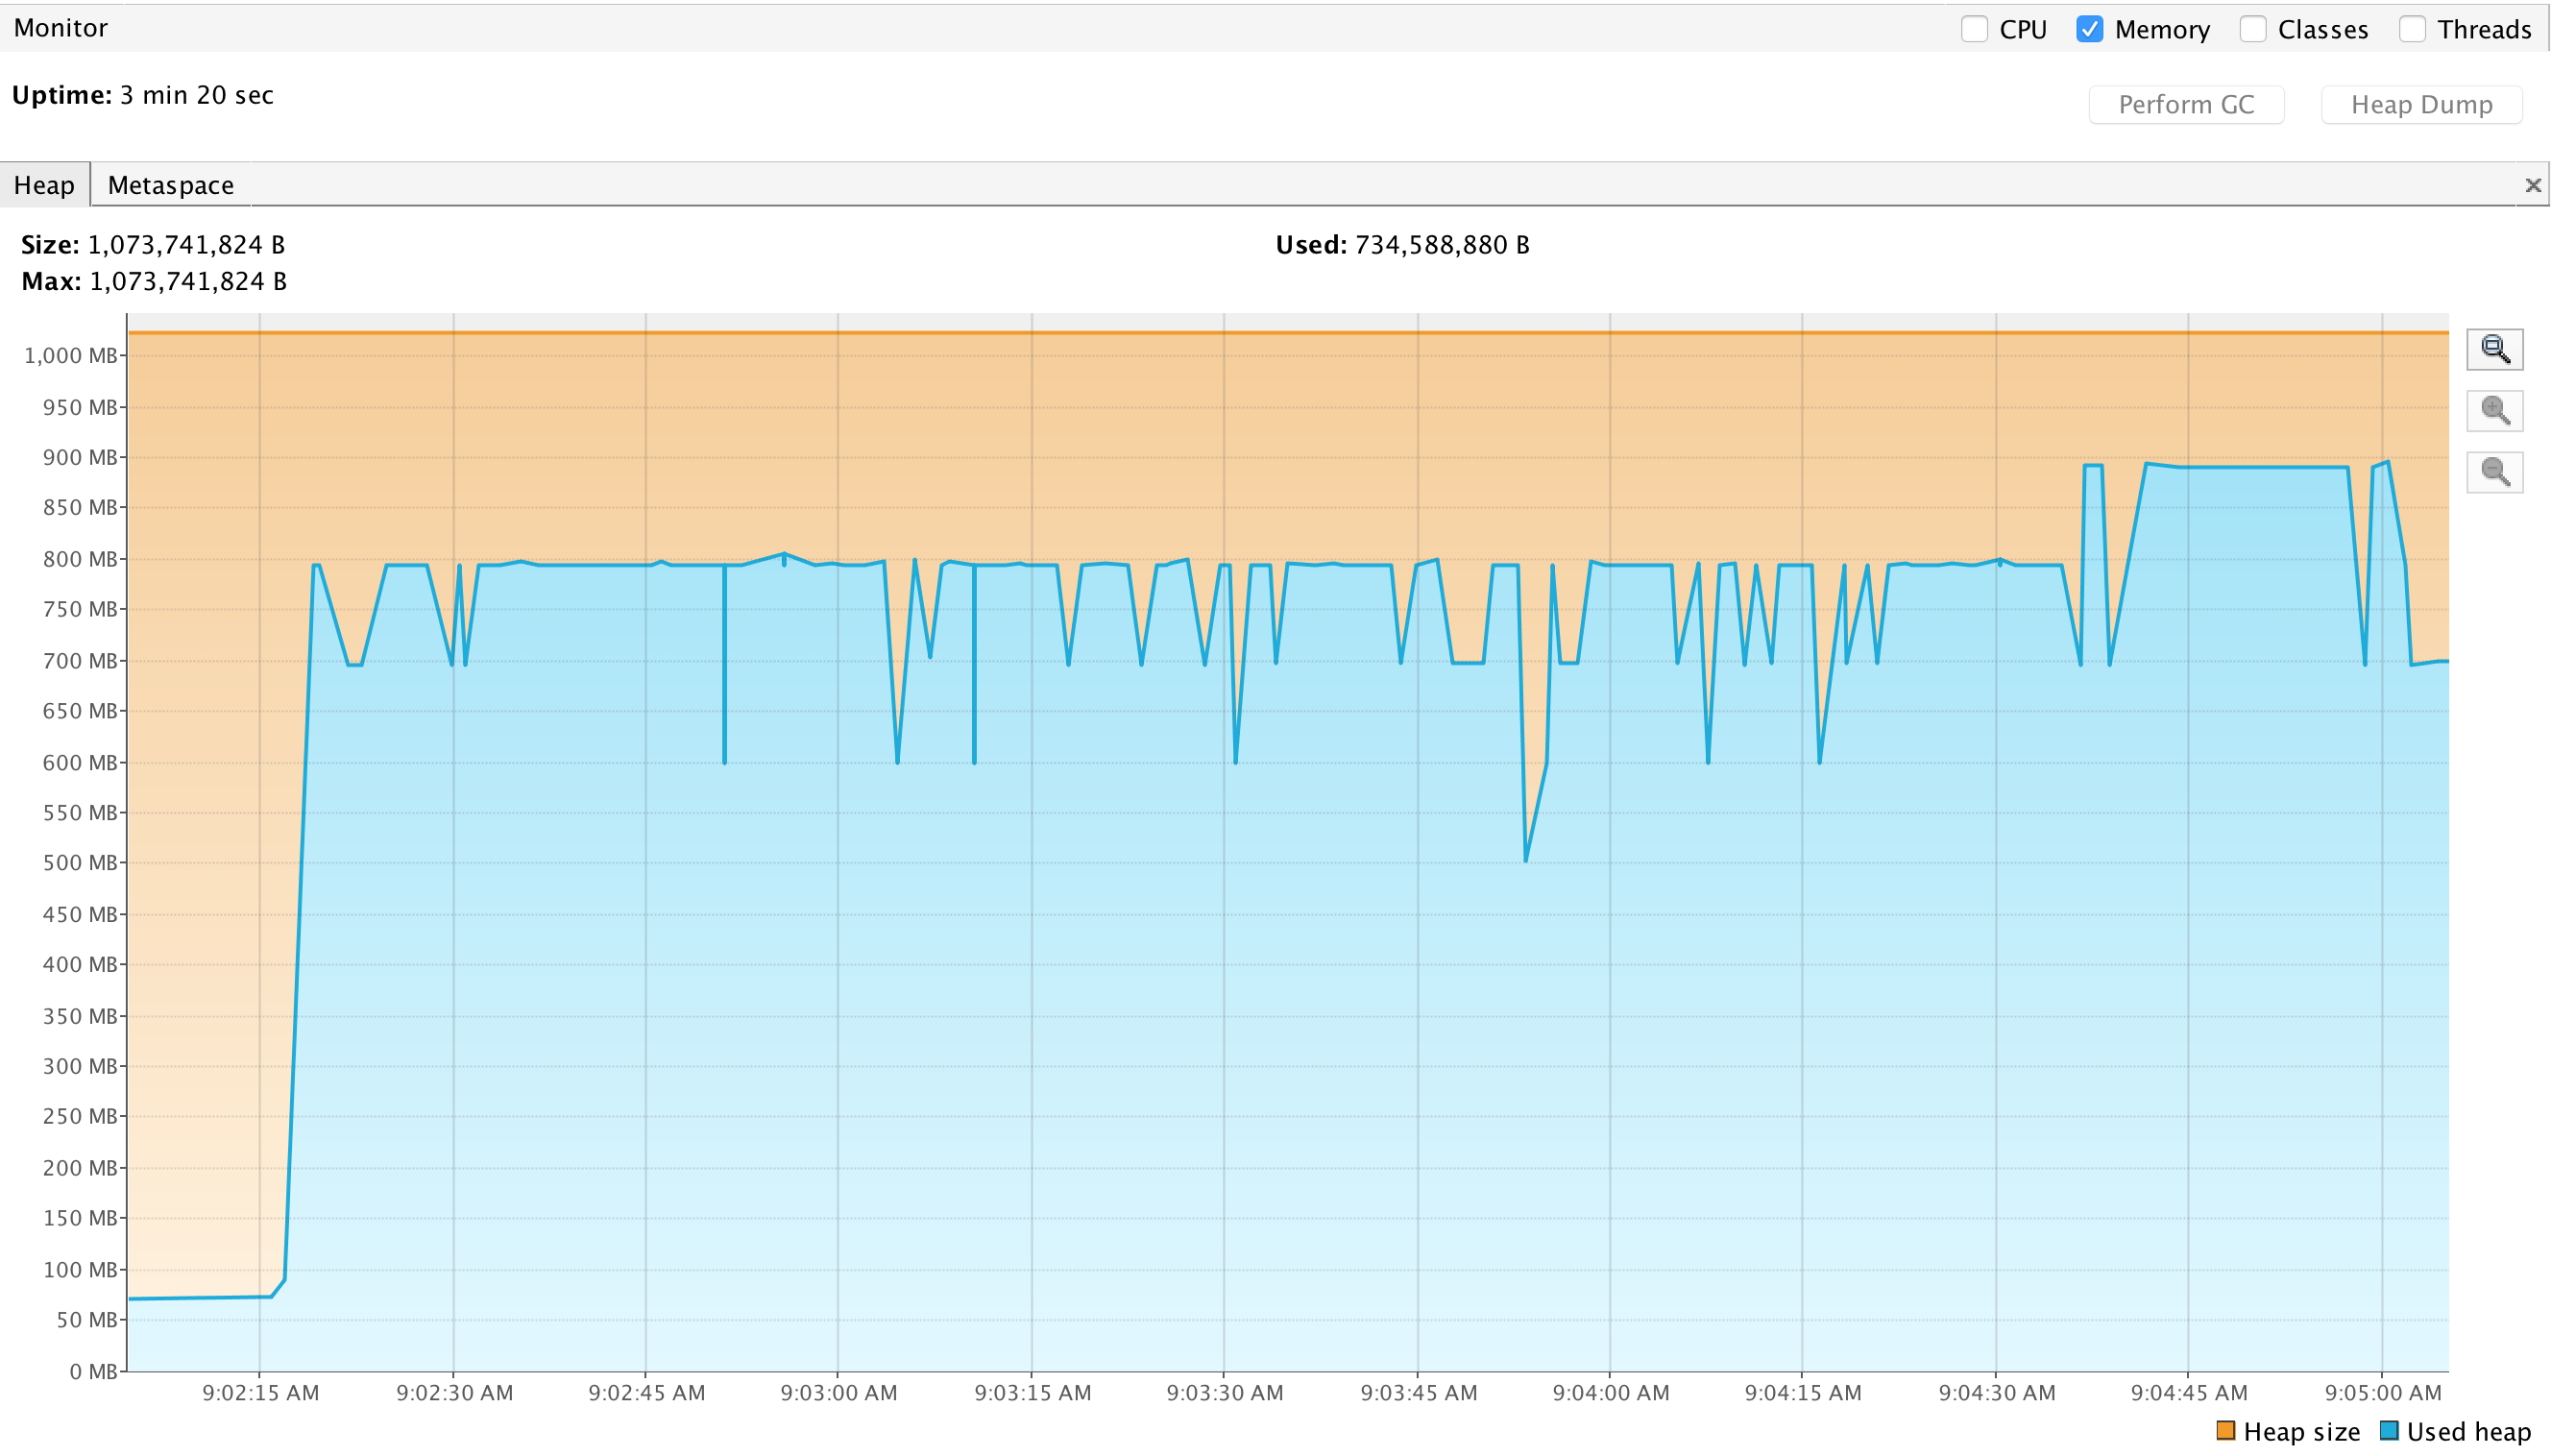 Monitor
CPU Memory Classes Threads
Uptime: 3 min 20 sec
Perform GC Heap Dump
Heap Metaspace
Size: 1,073,741,824 B Used: 734,588,880 B
Max: 1,073,741,824 B
1,000 MB
950 MB
900 MB
850 MB
800 MB
750 MB
700 MB
650 MB
600 MB
550 MB
500 MB
450 MB
400 MB
350 MB
300 MB
250 MB
200 MB
150 MB
100 MB
50 MB
0 MB
9:02:15 AM 9:02:30 AM 9:02:45 AM 9:03:00 AM 9:03:15 AM 9:03:30 AM 9:03:45 AM 9:04:00 AM 9:04:15 AM 9:04:30 AM 9:04:45 AM 9:05:00 AM
Heap size Used heap